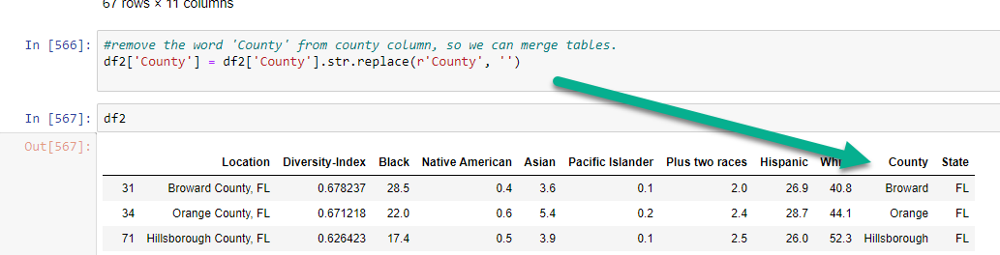 67 rows × 11 columns
In [566]: #remove the word 'County' from county column, so we can merge tables.
df2['County'] = df2['County'].str.replace(r'County', '')
In [567]: df2
Out[567]:
Location Diversity-Index Black Native American Asian Pacific Islander Plus two races Hispanic County State
31 Broward County, FL 0.678237 28.5 0.4 3.6 0.1 2.0 26.9 40.8 Broward FL
34 Orange County, FL 0.671218 22.0 0.6 5.4 0.2 2.4 28.7 44.1 Orange FL
71 Hillsborough County, FL 0.626423 17.4 0.5 3.9 0.1 2.5 26.0 52.3 Hillsborough FL